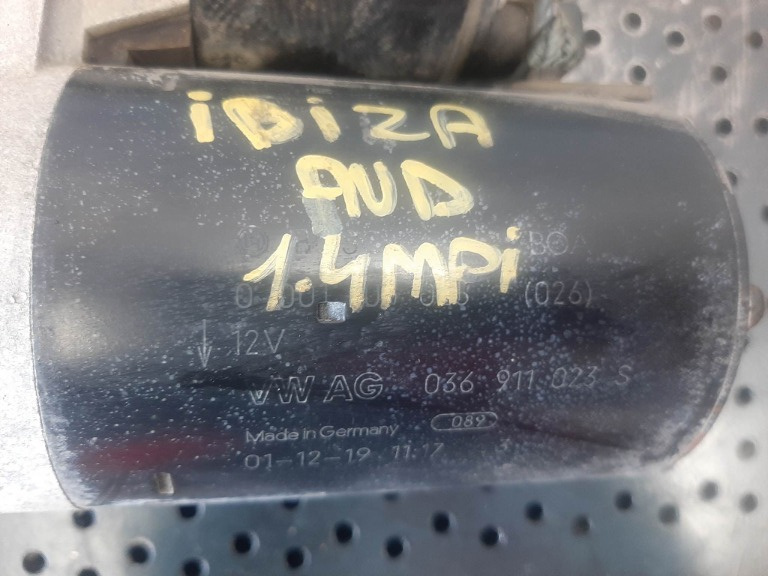 iBiZA
AUD
1.4MPi
(026)
12V
VW AG 036 911 023 S
Made in Germany 089
01-12-19 11:17